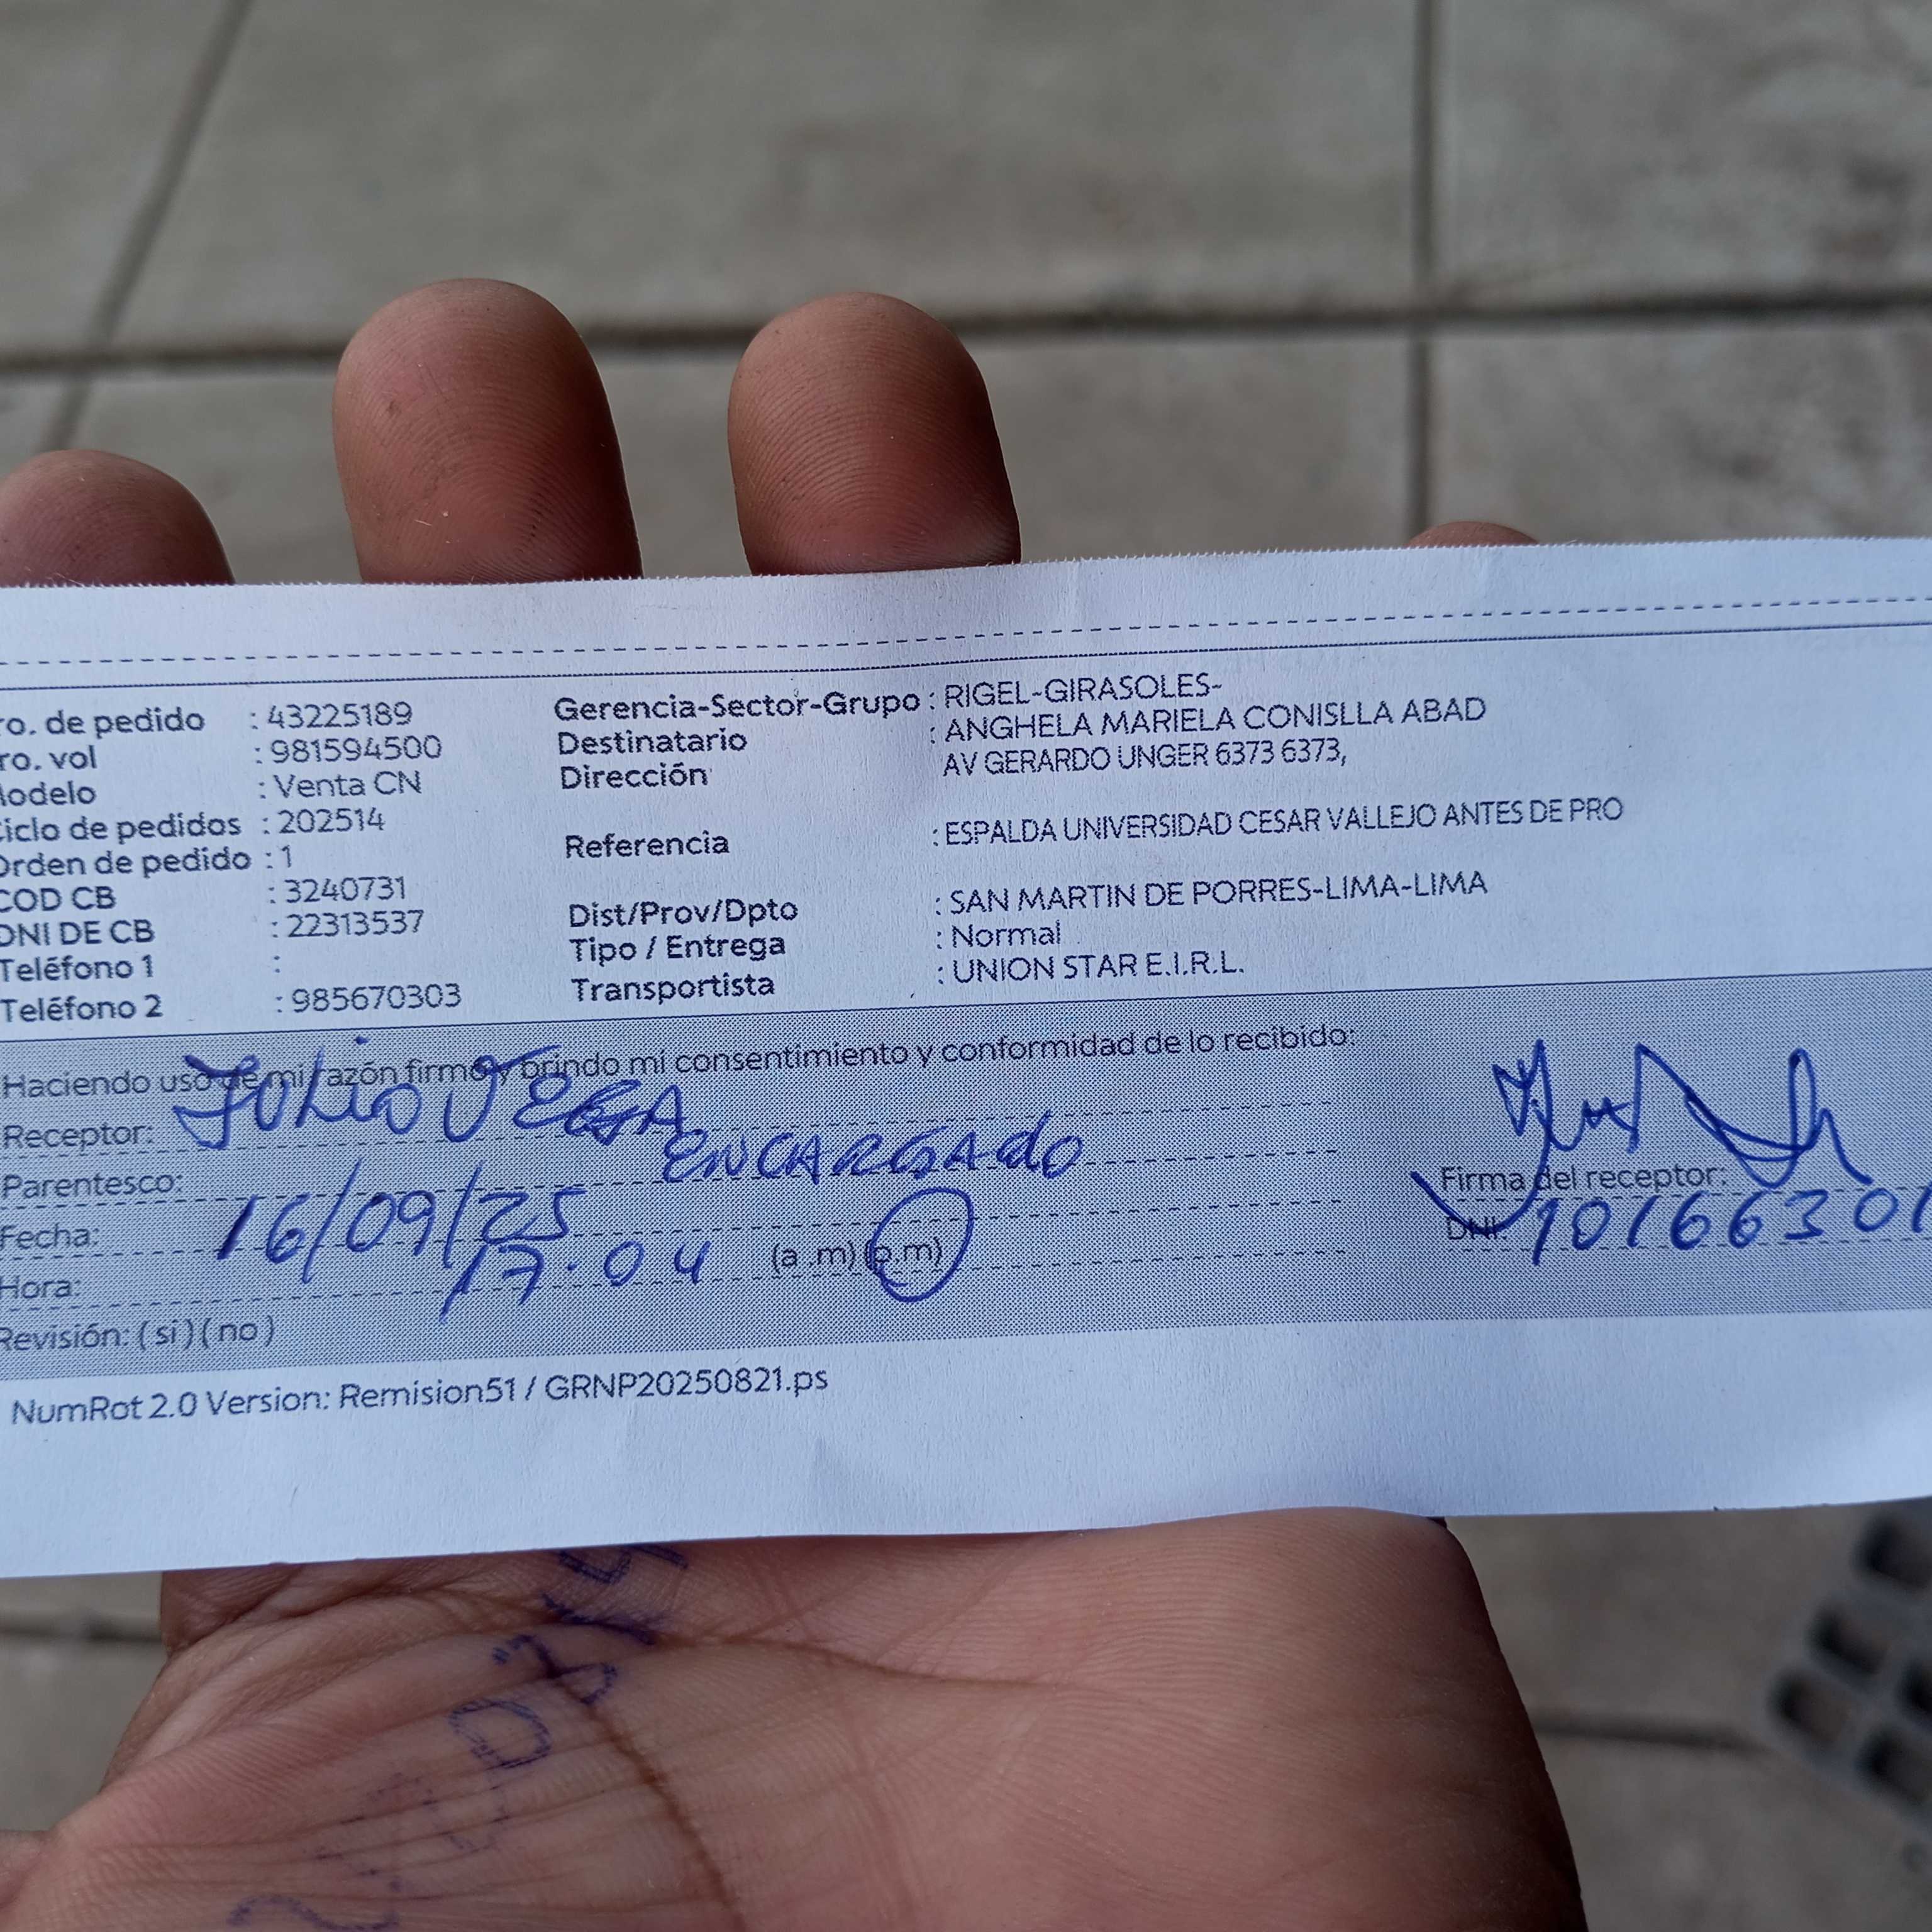 ro. de pedido : 43225189
ro. vol : 981594500
odelo : Venta CN
iclo de pedidos : 202514
Orden de pedido : 1
COD CB : 3240731
DNI DE CB : 22313537
Teléfono 1 :
Teléfono 2 : 985670303
Gerencia-Sector-Grupo : RIGEL-GIRASOLES-
Destinatario : ANGHELA MARIELA CONISLLA ABAD
Dirección AV GERARDO UNGER 6373 6373,
Referencia : ESPALDA UNIVERSIDAD CESAR VALLEJO ANTES DE PRO
Dist/Prov/Dpto : SAN MARTIN DE PORRES-LIMA-LIMA
Tipo / Entrega : Normal
Transportista : UNION STAR E.I.R.L.
Haciendo uso de mi razón firmo y brindo mi consentimiento y conformidad de lo recibido:
Receptor: JULIO VEGA
Parentesco: ENCARGADO
Fecha: 16/09/25
Hora: 17.04 (a .m) (p.m)
Revisión: ( si ) ( no )
Firma del receptor:
DNI: 1016630
NumRot 2.0 Version: Remision51 / GRNP20250821.ps